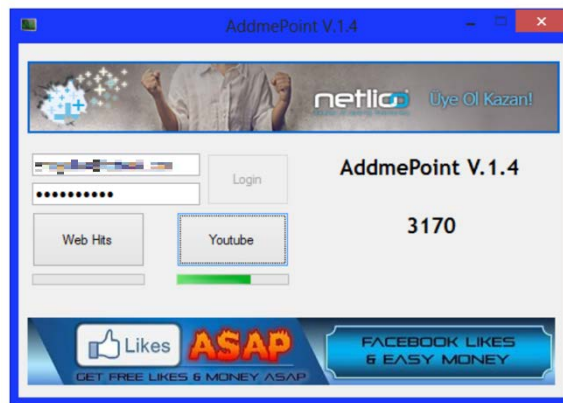 AddmePoint V.1.4
netlioo
Üye Ol Kazan!
Login
AddmePoint V.1.4
Web Hits
Youtube
3170
Likes
ASAP
GET FREE LIKES & MONEY ASAP
FACEBOOK LIKES
& EASY MONEY